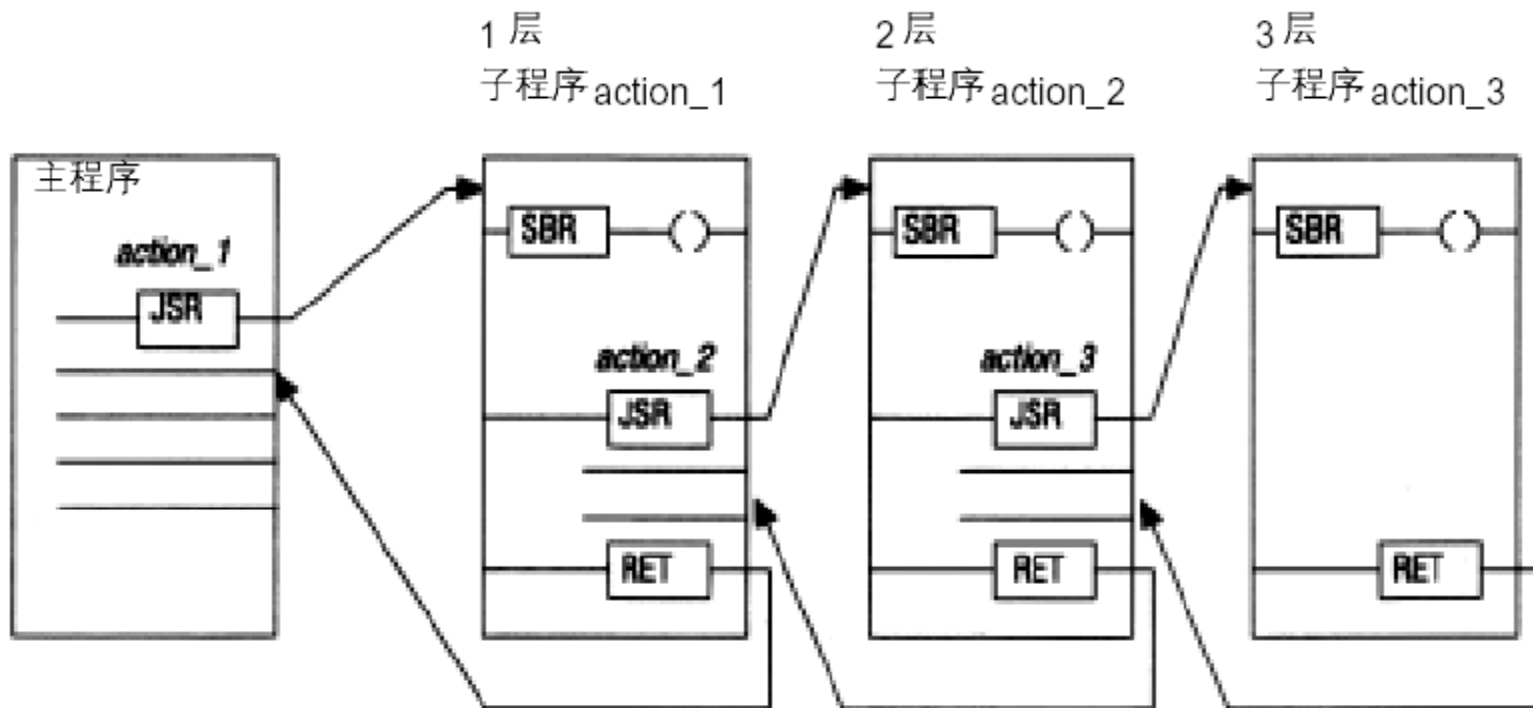 1 层
子程序 action_1
2 层
子程序 action_2
3 层
子程序 action_3
主程序
action_1
JSR
SBR
( )
action_2
JSR
RET
SBR
( )
action_3
JSR
RET
SBR
( )
RET